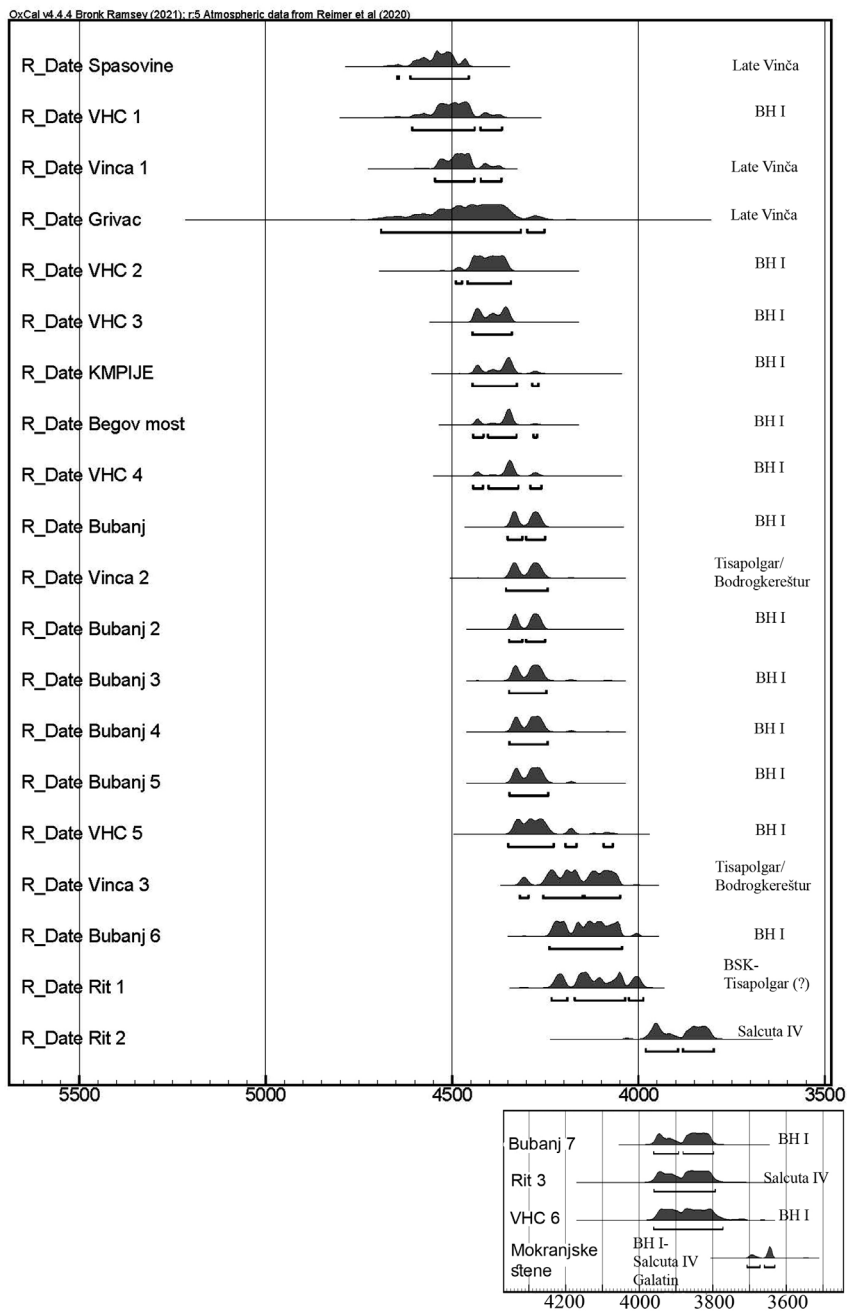 OxCal v4.4.4 Bronk Ramsey (2021); r:5 Atmospheric data from Reimer et al (2020)
R_Date Spasovine Late Vinča
R_Date VHC 1 BH I
R_Date Vinca 1 Late Vinča
R_Date Grivac Late Vinča
R_Date VHC 2 BH I
R_Date VHC 3 BH I
R_Date KMPIJE BH I
R_Date Begov most BH I
R_Date VHC 4 BH I
R_Date Bubanj BH I
R_Date Vinca 2 Tisapolgar/
Bodrogkereštur
R_Date Bubanj 2 BH I
R_Date Bubanj 3 BH I
R_Date Bubanj 4 BH I
R_Date Bubanj 5 BH I
R_Date VHC 5 BH I
R_Date Vinca 3 Tisapolgar/
Bodrogkereštur
R_Date Bubanj 6 BH I
R_Date Rit 1 BSK-
Tisapolgar (?)
R_Date Rit 2 Salcuta IV
5500 5000 4500 4000 3500
Bubanj 7 BH I
Rit 3 Salcuta IV
VHC 6 BH I
Mokranjske BH I-
stene Salcuta IV
Galatin
4200 4000 3800 3600